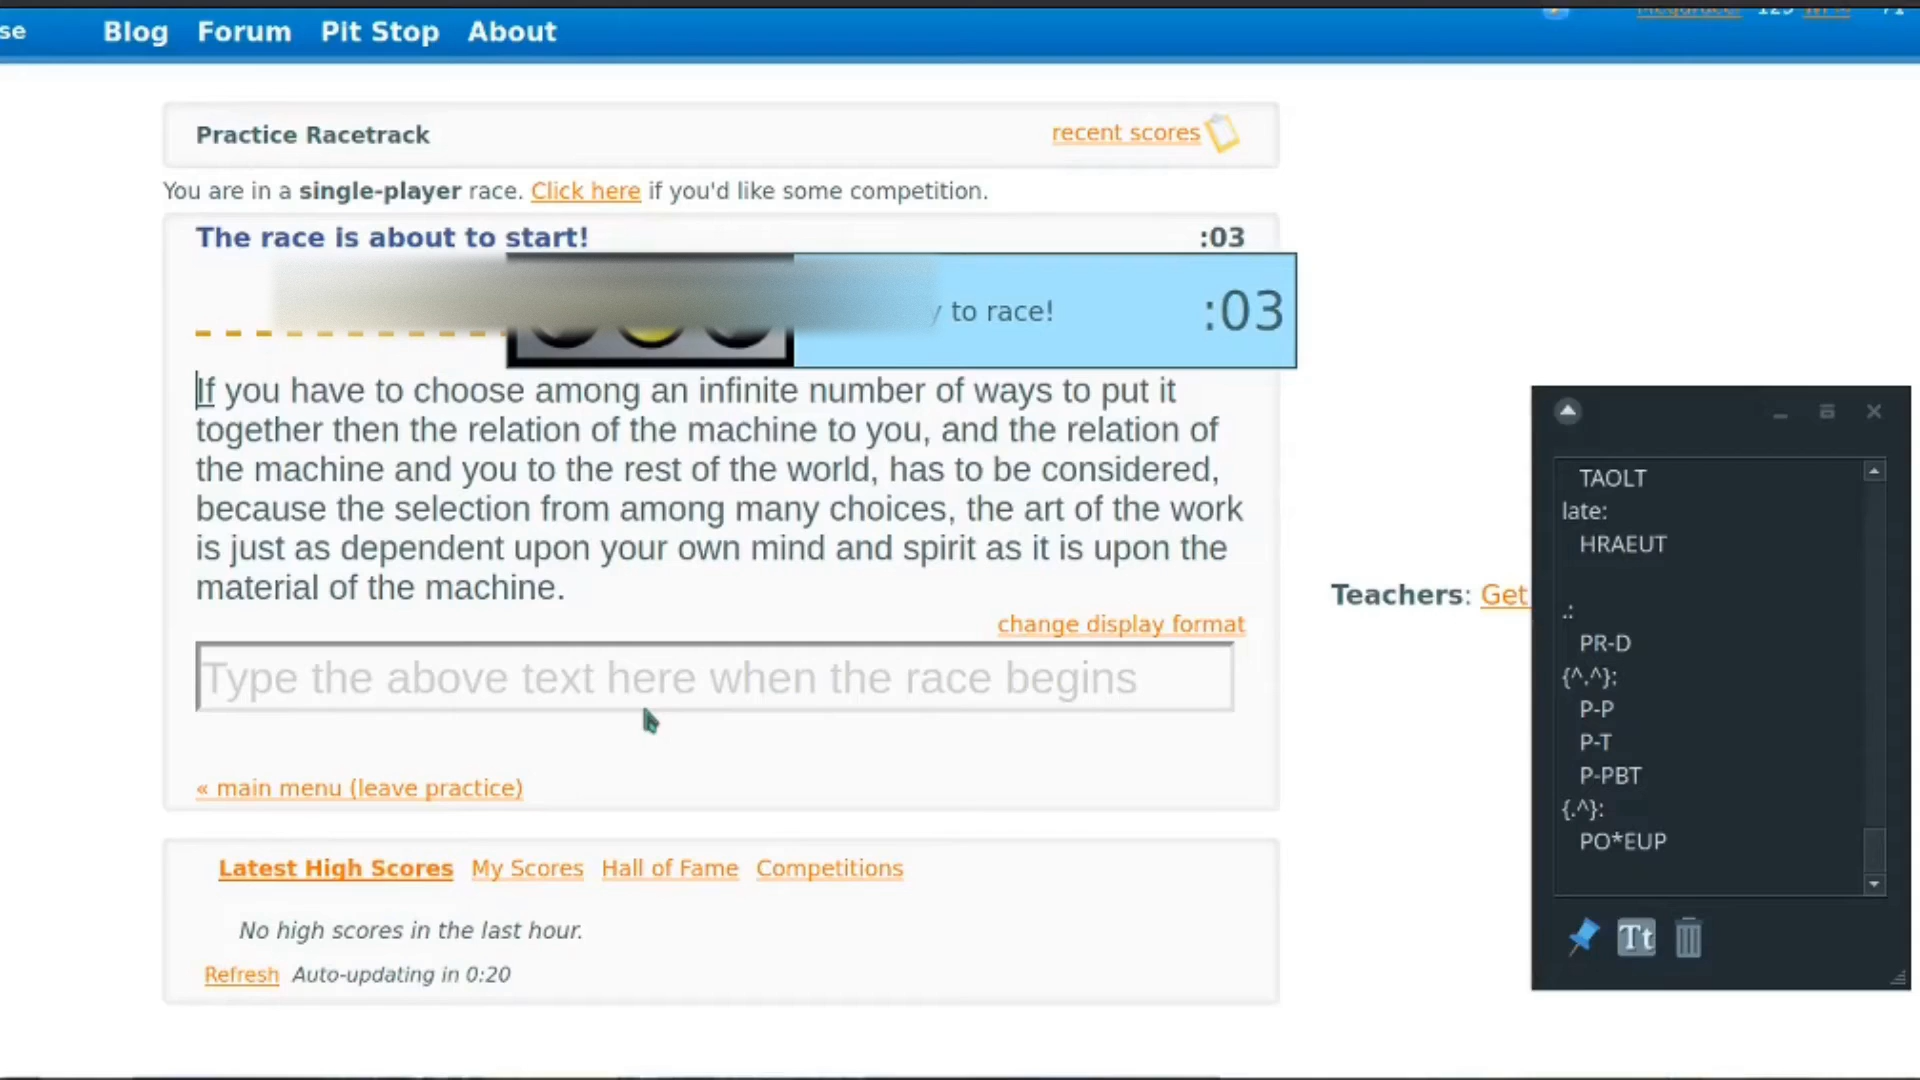 se Blog Forum Pit Stop About
Practice Racetrack
recent scores
You are in a single-player race. Click here if you'd like some competition.
The race is about to start!
:03
to race!
:03
If you have to choose among an infinite number of ways to put it
together then the relation of the machine to you, and the relation of
the machine and you to the rest of the world, has to be considered,
because the selection from among many choices, the art of the work
is just as dependent upon your own mind and spirit as it is upon the
material of the machine.
change display format
Type the above text here when the race begins
« main menu (leave practice)
Latest High Scores My Scores Hall of Fame Competitions
No high scores in the last hour.
Refresh Auto-updating in 0:20
Teachers: Get
TAOLT
late:
HRAEUT
.:
PR-D
{^.^}:
P-P
P-T
P-PBT
{.^}:
PO*EUP
Tt